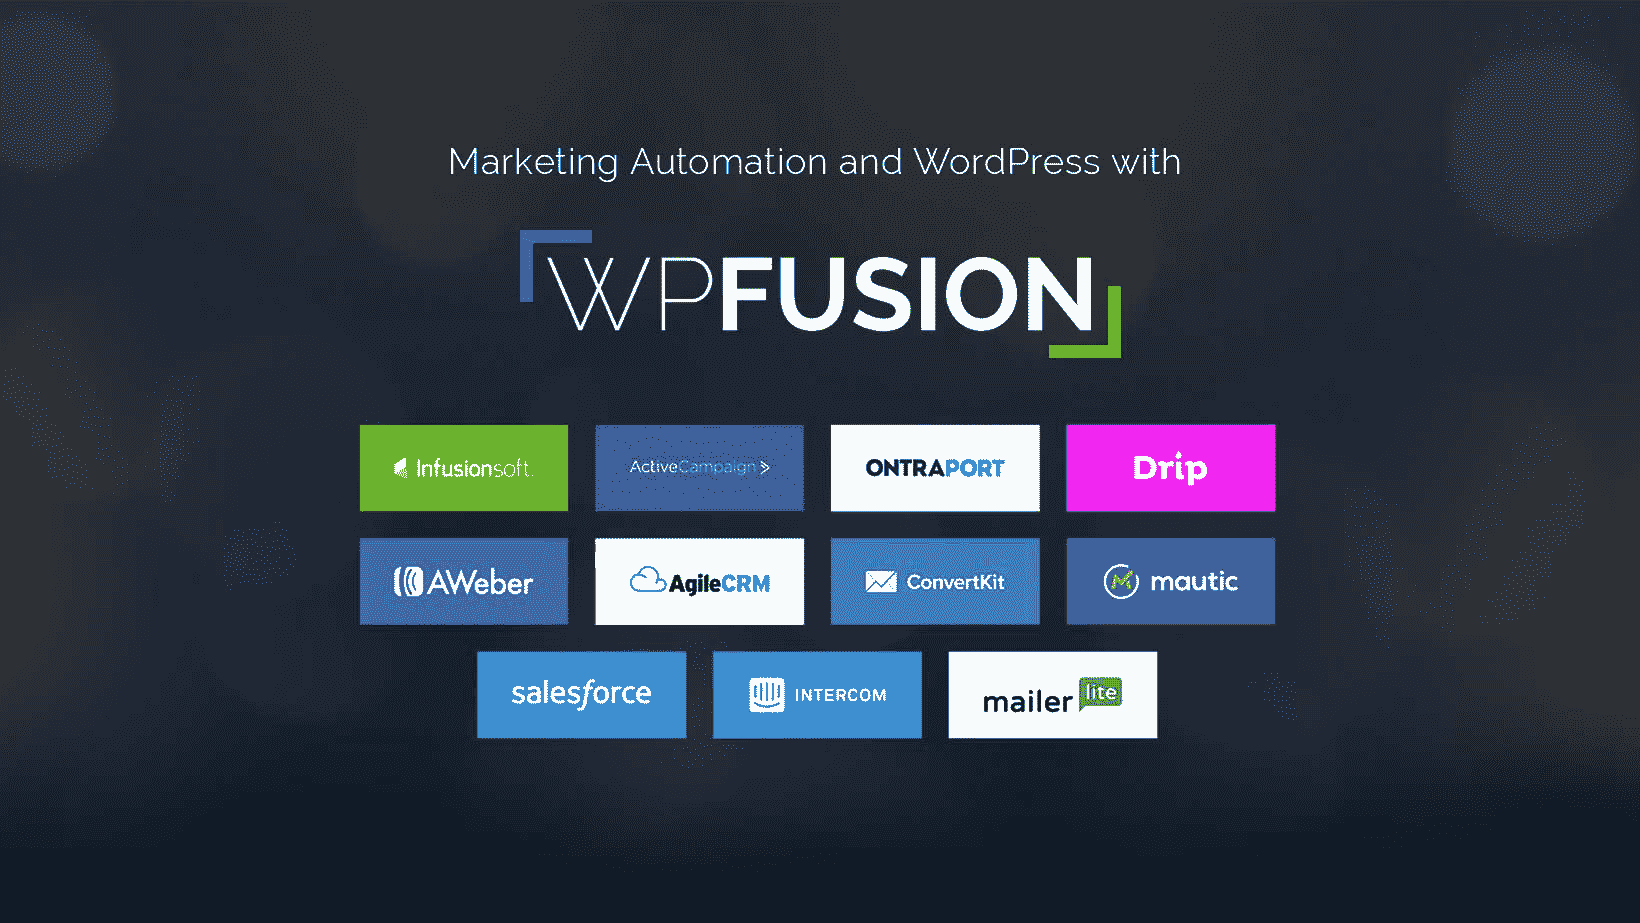 Marketing Automation and WordPress with
WPFUSION
Infusionsoft
ActiveCampaign >
ONTRAPORT
Drip
AWeber
AgileCRM
ConvertKit
mautic
salesforce
INTERCOM
mailer lite